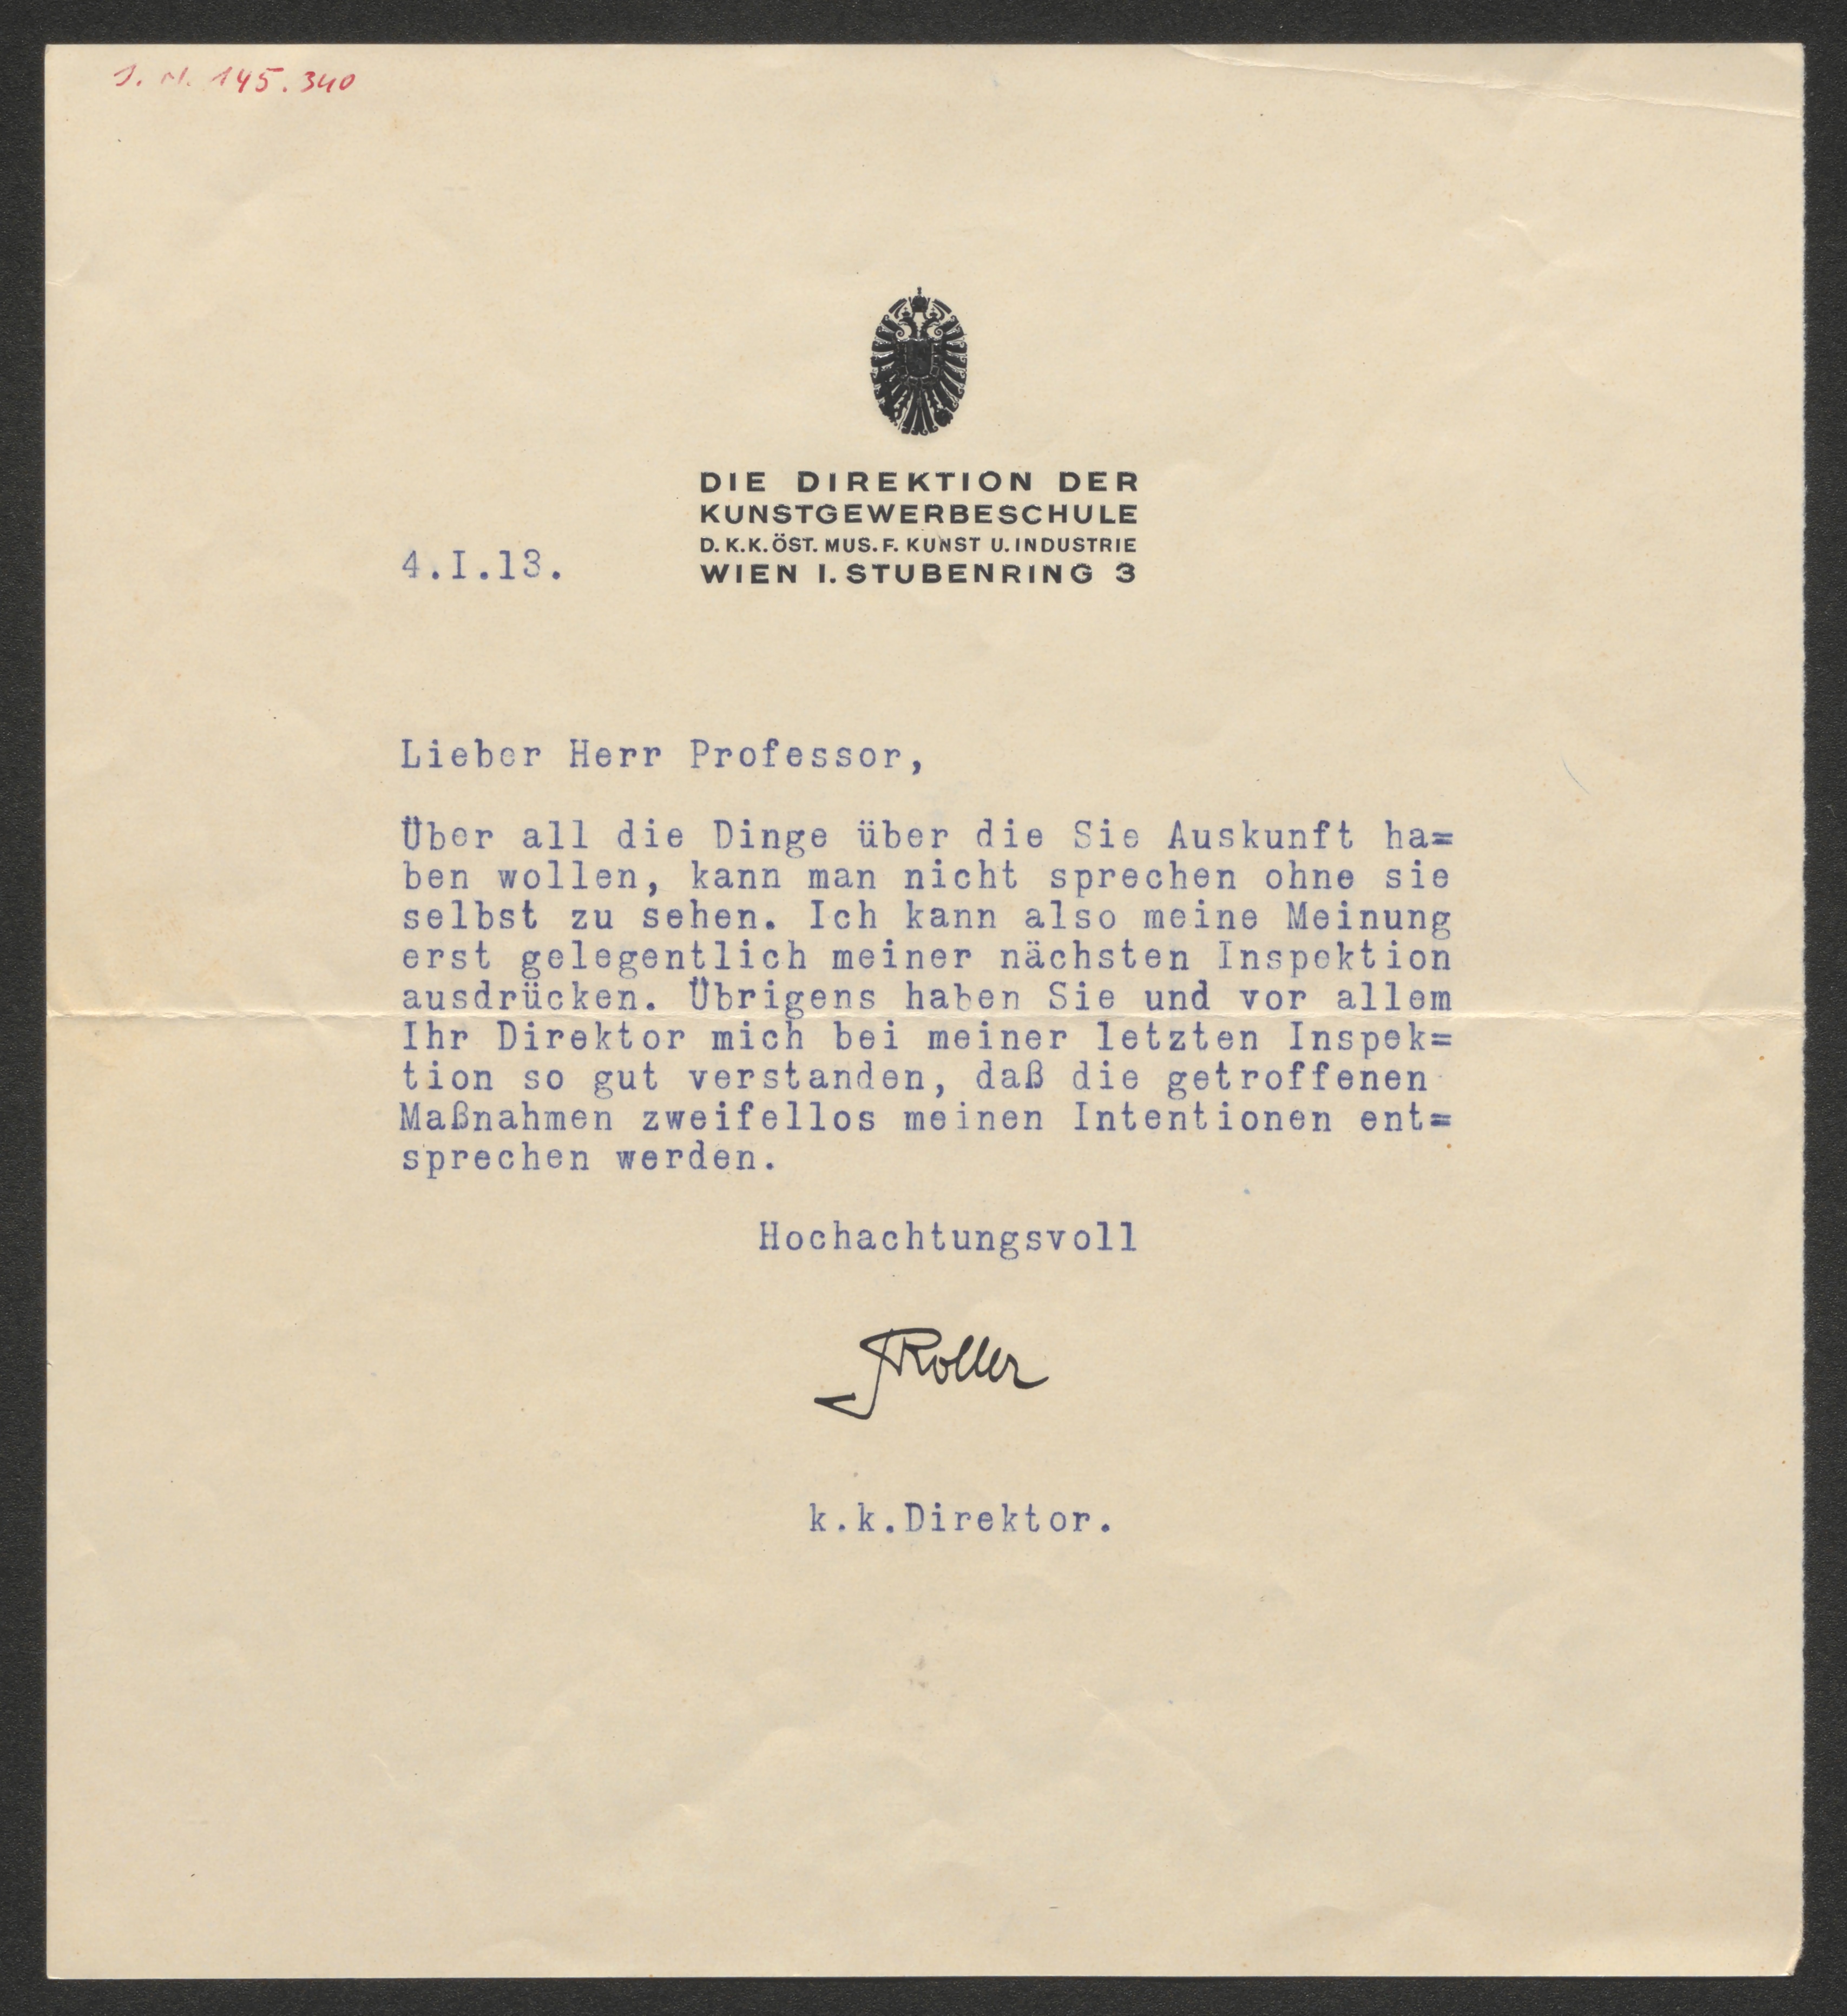 J. N. 145.340
DIE DIREKTION DER
KUNSTGEWERBESCHULE
D. K. K. ÖST. MUS. F. KUNST U. INDUSTRIE
WIEN I. STUBENRING 3
4.I.13.
Lieber Herr Professor,
Über all die Dinge über die Sie Auskunft ha=
ben wollen, kann man nicht sprechen ohne sie
selbst zu sehen. Ich kann also meine Meinung
erst gelegentlich meiner nächsten Inspektion
ausdrücken. Übrigens haben Sie und vor allem
Ihr Direktor mich bei meiner letzten Inspek=
tion so gut verstanden, daß die getroffenen
Maßnahmen zweifellos meinen Intentionen ent=
sprechen werden.
Hochachtungsvoll
Roller
k.k.Direktor.